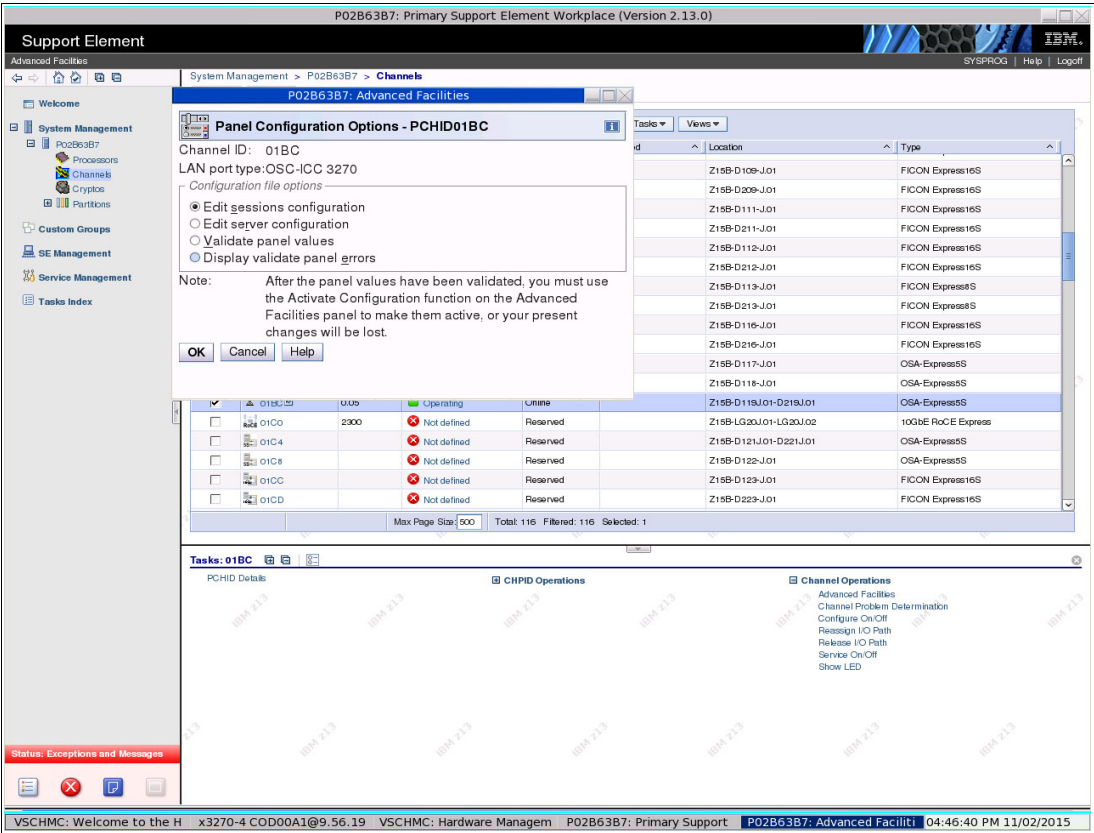 P02B63B7: Primary Support Element Workplace (Version 2.13.0)
Support Element
IBM.
Advanced Facilities
SYSPROG | Help | Logoff
System Management > P02B63B7 > Channels
Welcome
System Management
P02B63B7
Processors
Channels
Cryptos
Partitions
Custom Groups
SE Management
Service Management
Tasks Index
P02B63B7: Advanced Facilities
Panel Configuration Options - PCHID01BC
Channel ID: 01BC
LAN port type:OSC-ICC 3270
Configuration file options
Edit sessions configuration
Edit server configuration
Validate panel values
Display validate panel errors
Note: After the panel values have been validated, you must use
the Activate Configuration function on the Advanced
Facilities panel to make them active, or your present
changes will be lost.
OK Cancel Help
Tasks Views
Location Type
Z15B-D109-J.01 FICON Express16S
Z15B-D209-J.01 FICON Express16S
Z15B-D111-J.01 FICON Express16S
Z15B-D211-J.01 FICON Express16S
Z15B-D112-J.01 FICON Express16S
Z15B-D212-J.01 FICON Express16S
Z15B-D113-J.01 FICON Express8S
Z15B-D213-J.01 FICON Express8S
Z15B-D116-J.01 FICON Express16S
Z15B-D216-J.01 FICON Express16S
Z15B-D117-J.01 OSA-Express5S
Z15B-D118-J.01 OSA-Express5S
01BC 0.05 Operating Online Z15B-D119J.01-D219J.01 OSA-Express5S
01C0 2300 Not defined Reserved Z15B-LG20J.01-LG20J.02 10GbE RoCE Express
01C4 Not defined Reserved Z15B-D121J.01-D221J.01 OSA-Express5S
01C8 Not defined Reserved Z15B-D122-J.01 OSA-Express5S
01CC Not defined Reserved Z15B-D123-J.01 FICON Express16S
01CD Not defined Reserved Z15B-D223-J.01 FICON Express16S
Max Page Size: 500 Total: 116 Filtered: 116 Selected: 1
Tasks: 01BC
PCHID Details
CHPID Operations
Channel Operations
Advanced Facilities
Channel Problem Determination
Configure On/Off
Reassign I/O Path
Release I/O Path
Service On/Off
Show LED
IBM z13
Status: Exceptions and Messages
VSCHMC: Welcome to the H x3270-4 COD00A1@9.56.19 VSCHMC: Hardware Managem P02B63B7: Primary Support P02B63B7: Advanced Faciliti 04:46:40 PM 11/02/2015